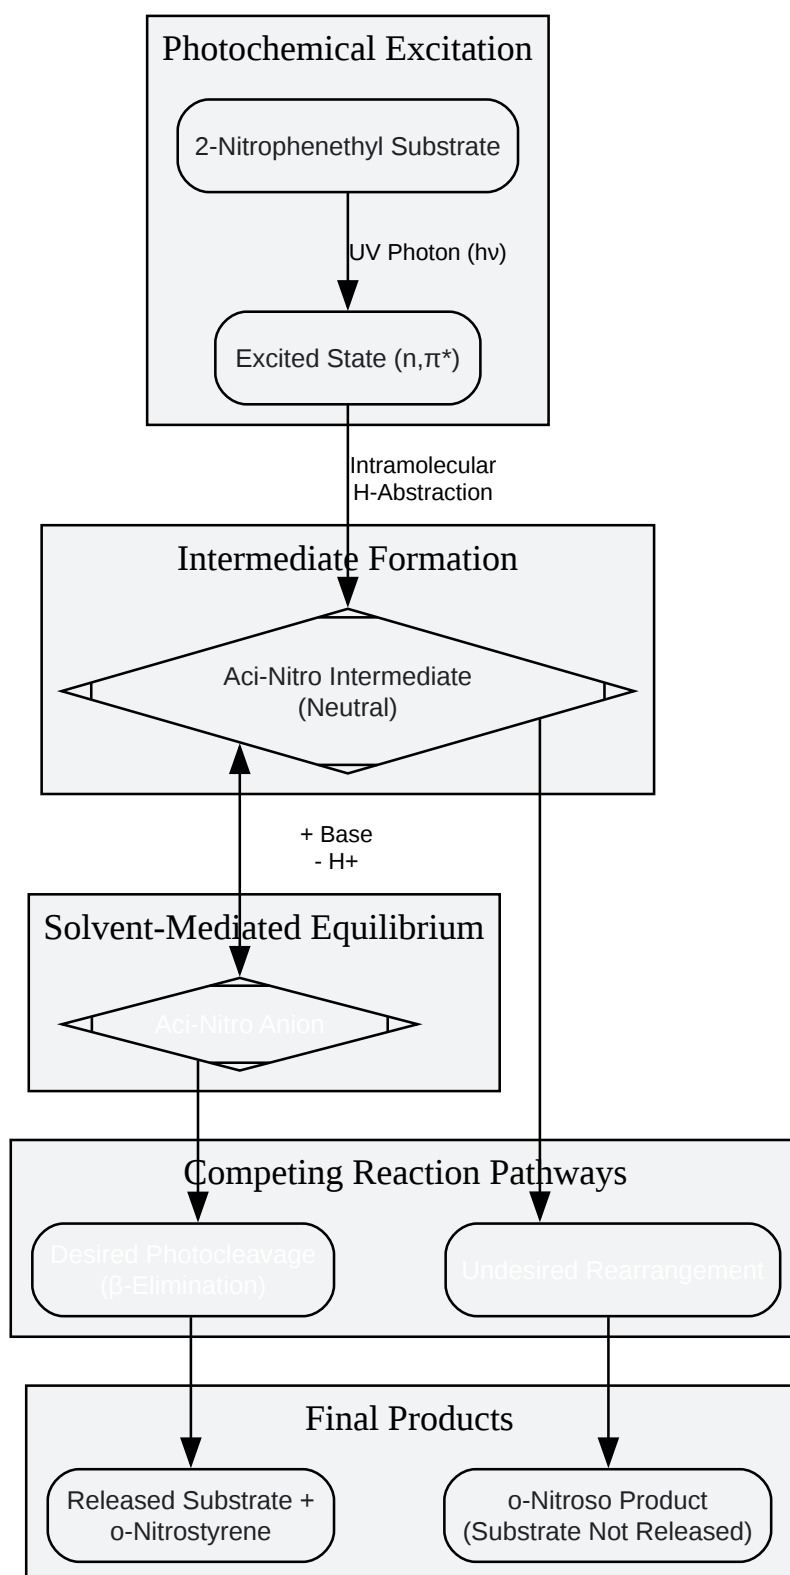 Photochemical Excitation
2-Nitrophenethyl Substrate
UV Photon (hν)
Excited State (n,π*)
Intramolecular
H-Abstraction
Intermediate Formation
Aci-Nitro Intermediate
(Neutral)
+ Base
- H+
Solvent-Mediated Equilibrium
Aci-Nitro Anion
Competing Reaction Pathways
Desired Photocleavage
(β-Elimination)
Undesired Rearrangement
Final Products
Released Substrate +
o-Nitrostyrene
o-Nitroso Product
(Substrate Not Released)